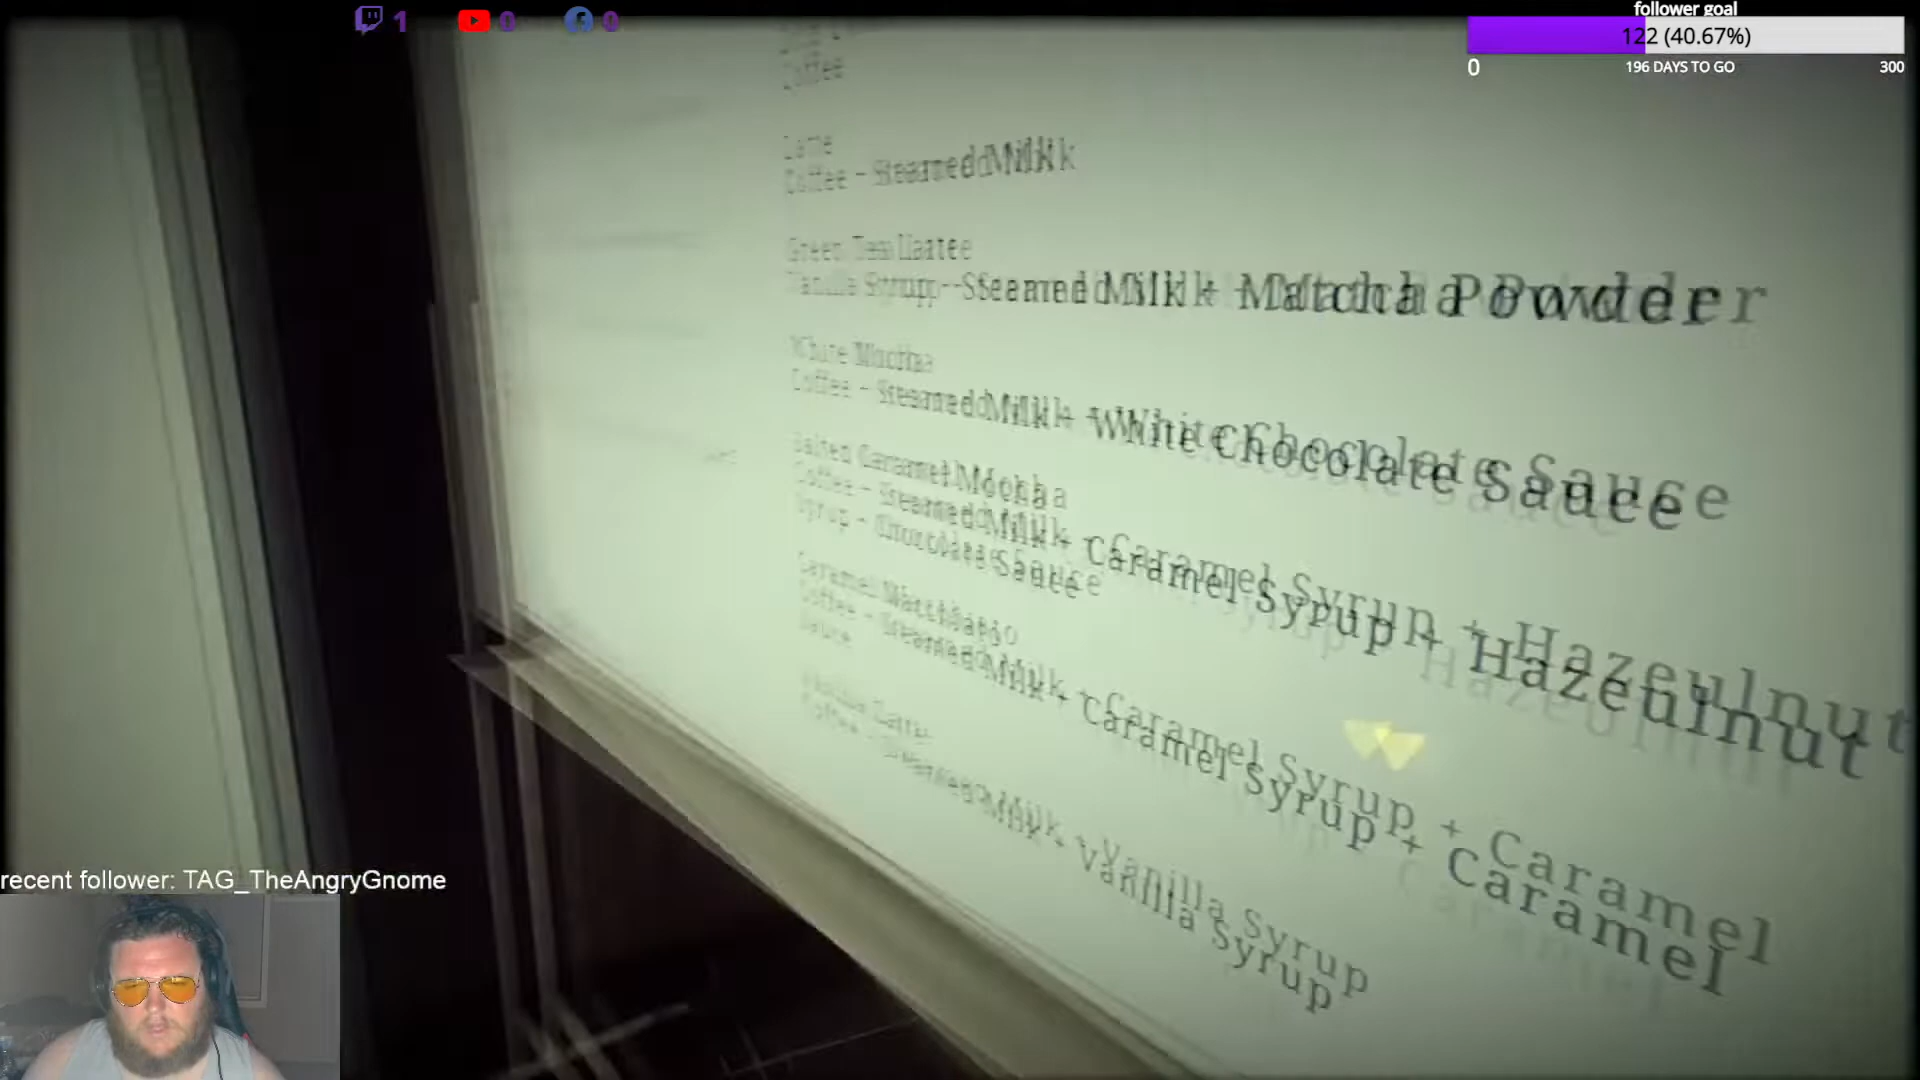 1 0 0
follower goal
122 (40.67%)
0 196 DAYS TO GO 300
Coffee
Latte
Coffee - Steamed Milk
Green Tea Latte
Vanilla Syrup - Steamed Milk + Matcha Powder
White Mocha
Coffee - Steamed Milk + White Chocolate Sauce
Salted Caramel Mocha
Coffee - Steamed Milk + Caramel Syrup + Hazeulnut
Syrup - Chocolate Sauce
Caramel Macchiato
Coffee - Steamed Milk + Caramel Syrup + Caramel
Sauce
Coffee - Steamed Milk + Vanilla Syrup
recent follower: TAG_TheAngryGnome